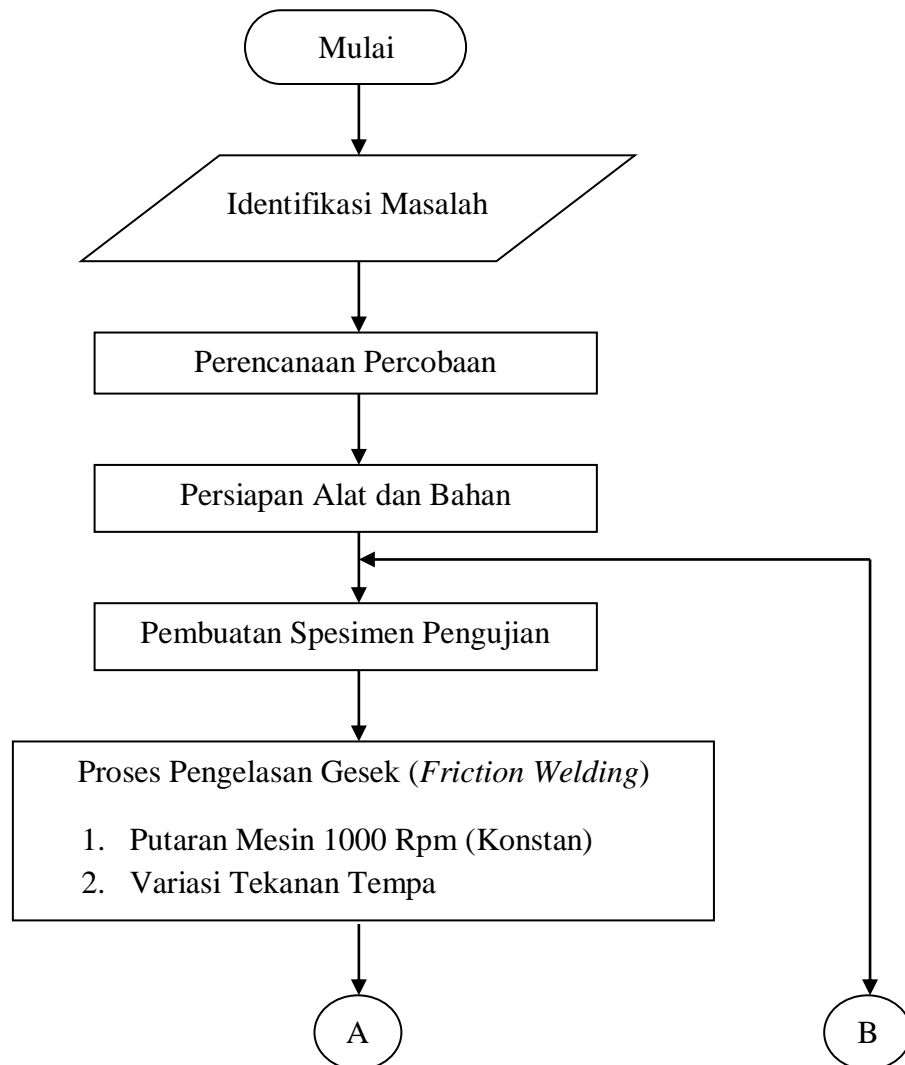 Mulai
Identifikasi Masalah
Perencanaan Percobaan
Persiapan Alat dan Bahan
Pembuatan Spesimen Pengujian
Proses Pengelasan Gesek (Friction Welding)
1. Putaran Mesin 1000 Rpm (Konstan)
2. Variasi Tekanan Tempa
A
B